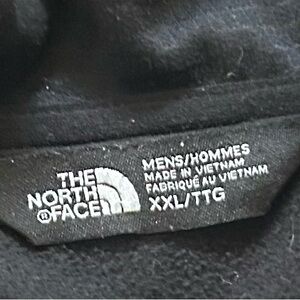 THE
NORTH
FACE
MENS/HOMMES
MADE IN VIETNAM
FABRIQUÉ AU VIETNAM
XXL/TTG